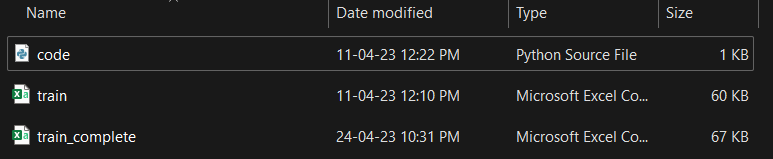 Name Date modified Type Size
code 11-04-23 12:22 PM Python Source File 1 KB
train 11-04-23 12:10 PM Microsoft Excel Co... 60 KB
train_complete 24-04-23 10:31 PM Microsoft Excel Co... 67 KB